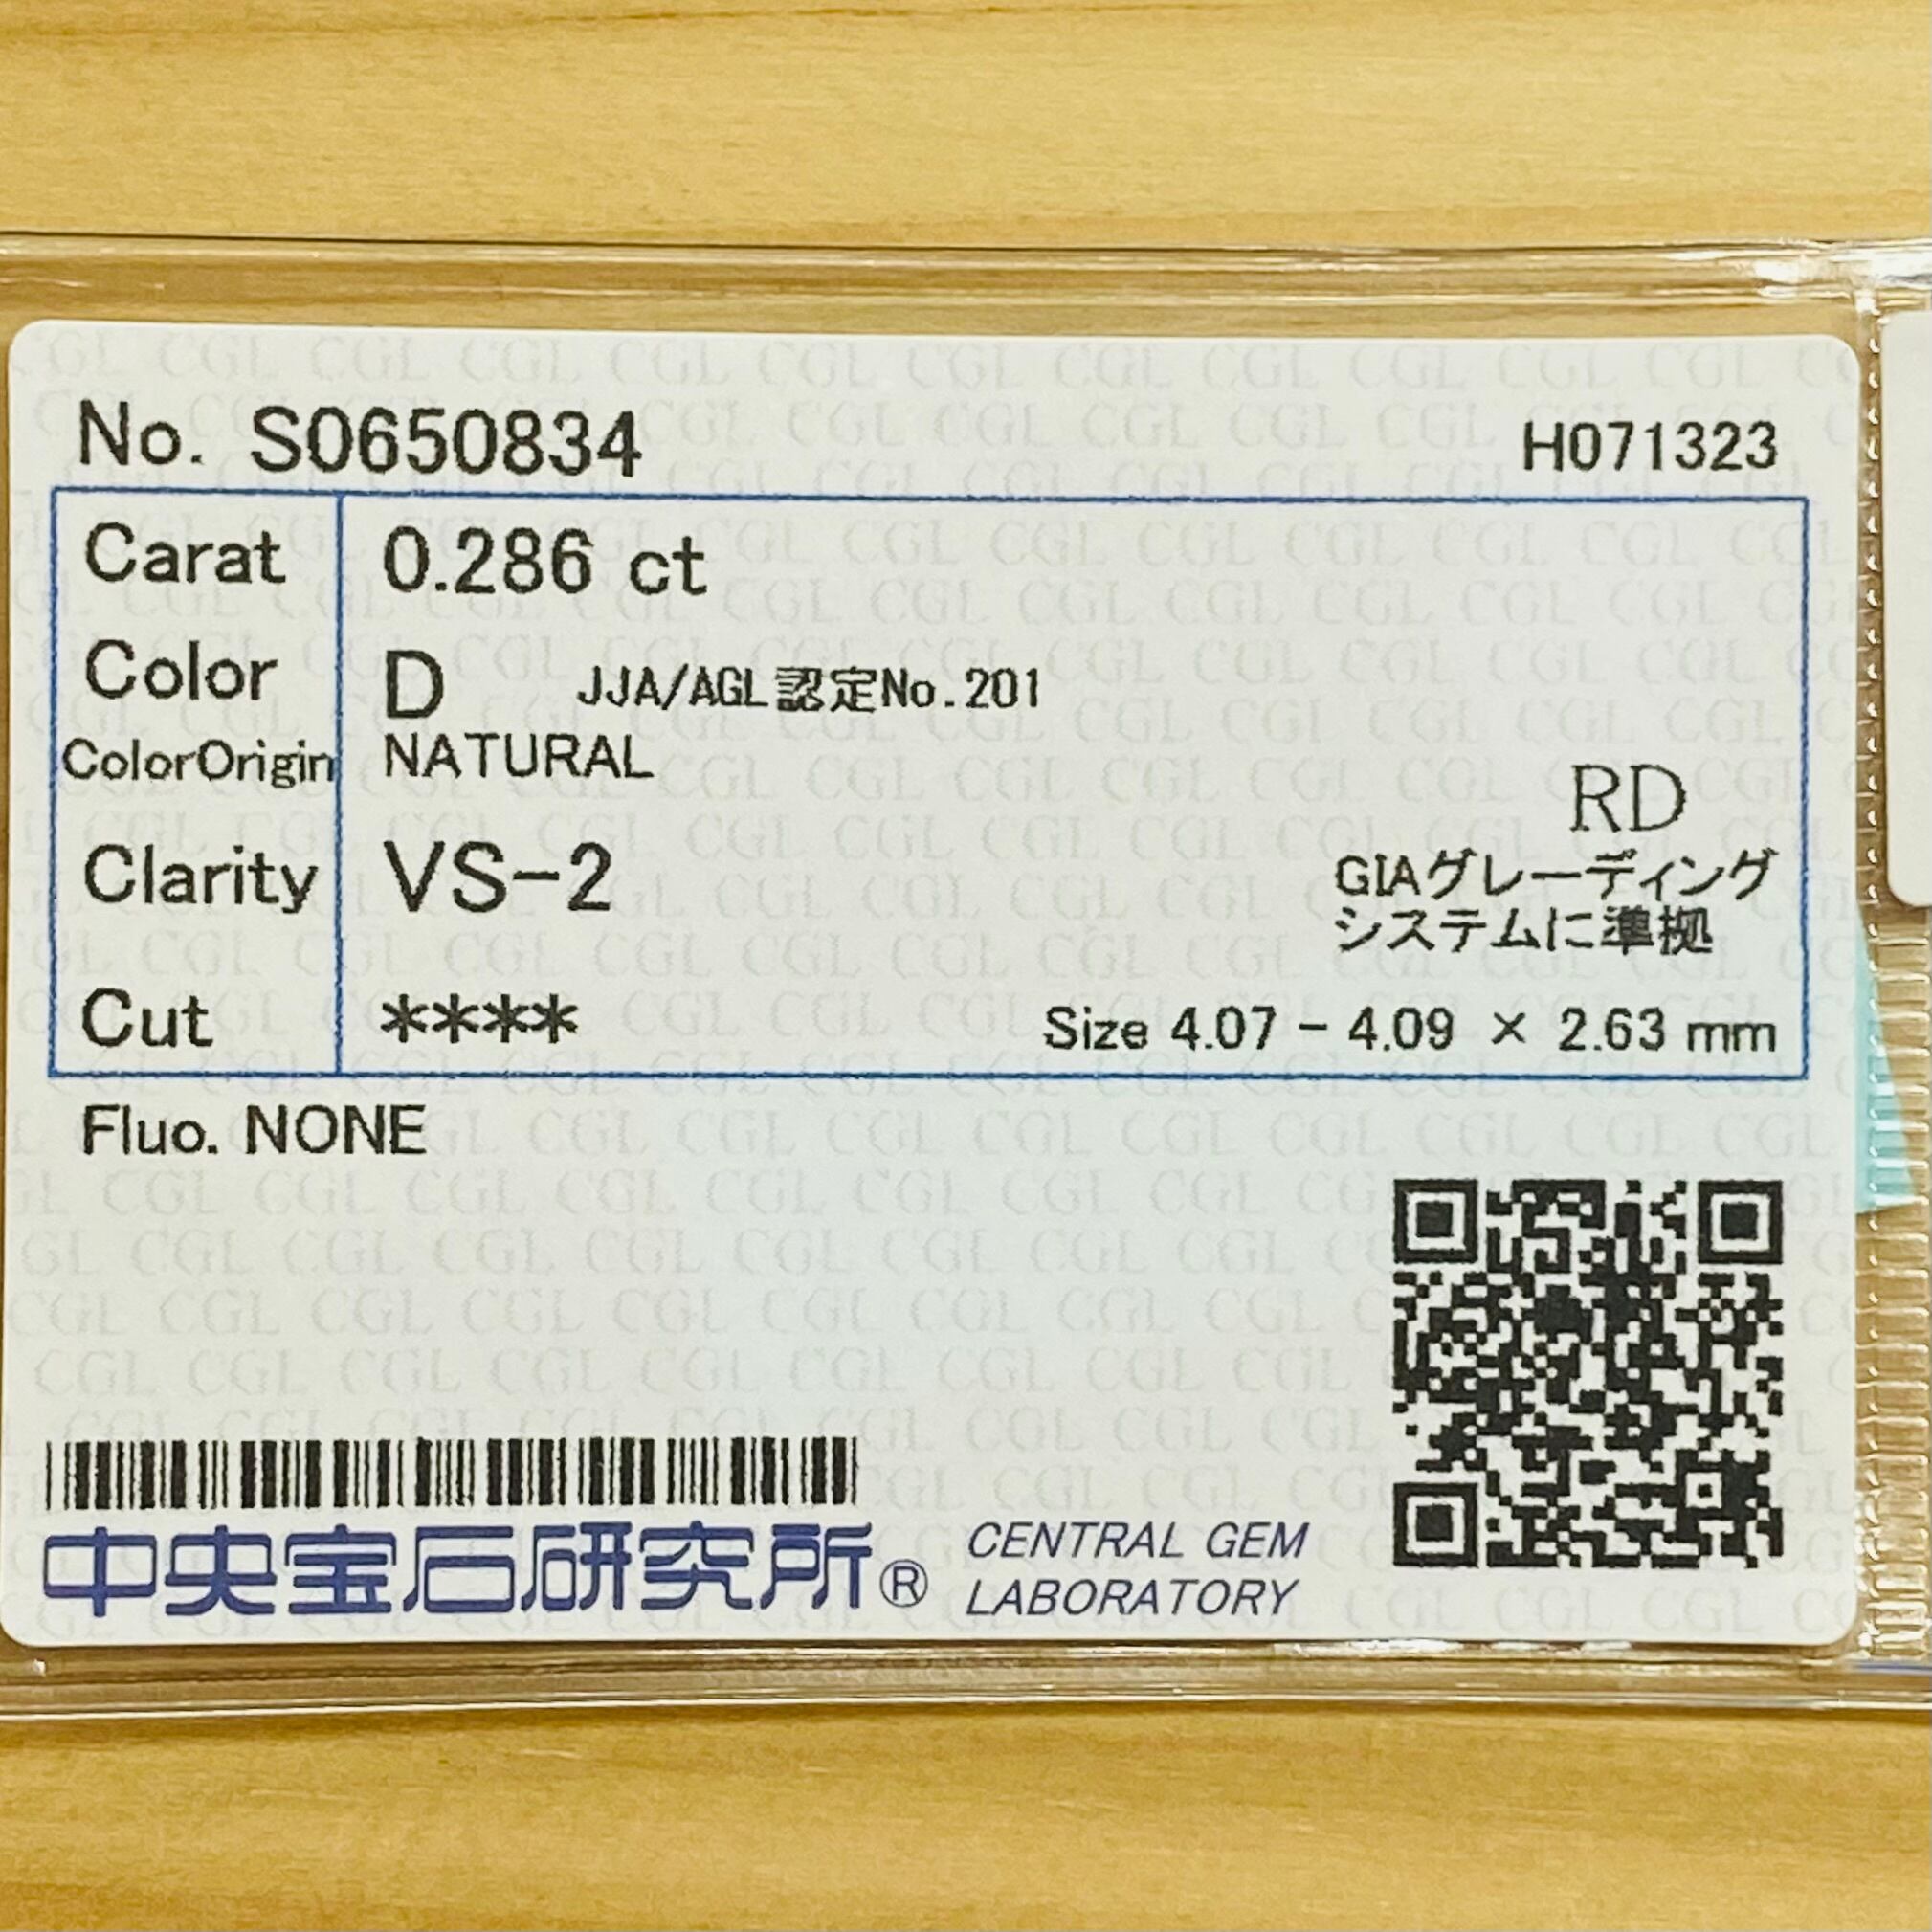 No. S0650834 H071323
Carat 0.286 ct
Color D JJA/AGL認定No.201
ColorOrigin NATURAL
RD
Clarity VS-2
GIAグレーディング
システムに準拠
Cut ****
Size 4.07 - 4.09 × 2.63 mm
Fluo. NONE
中央宝石研究所®
CENTRAL GEM
LABORATORY